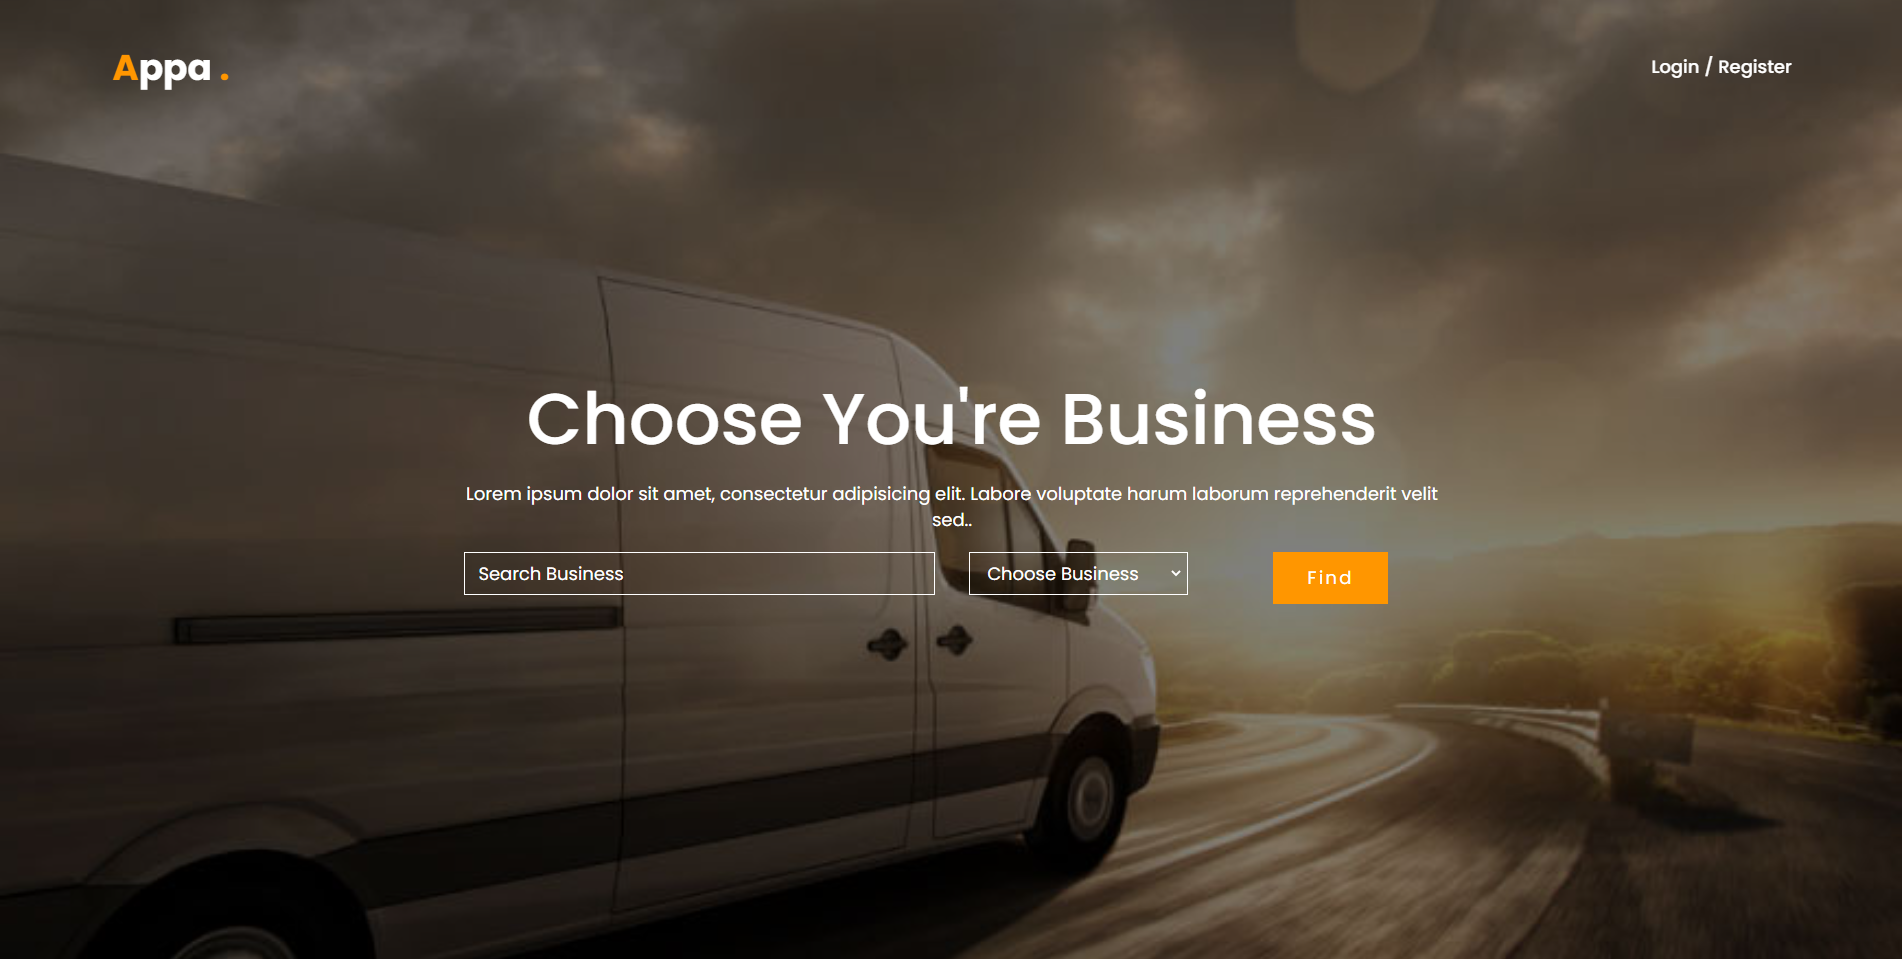 Appa .
Login / Register
Choose You're Business
Lorem ipsum dolor sit amet, consectetur adipisicing elit. Labore voluptate harum laborum reprehenderit velit
sed..
Search Business
Choose Business
Find